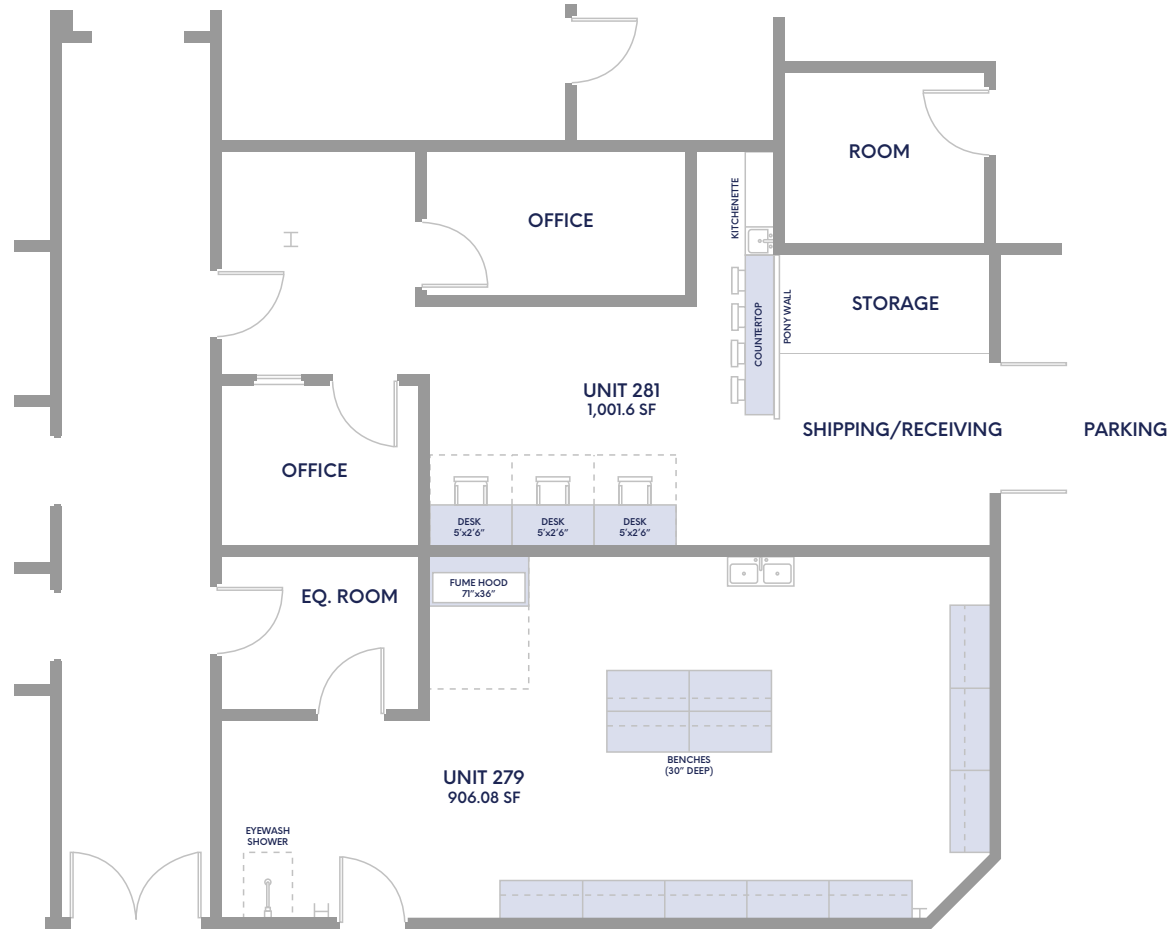 ROOM
KITCHENETTE
OFFICE
STORAGE
COUNTERTOP
PONY WALL
UNIT 281
1,001.6 SF
SHIPPING/RECEIVING
PARKING
OFFICE
DESK
5'x2'6"
DESK
5'x2'6"
DESK
5'x2'6"
FUME HOOD
71"x36"
EQ. ROOM
BENCHES
(30" DEEP)
UNIT 279
906.08 SF
EYEWASH
SHOWER